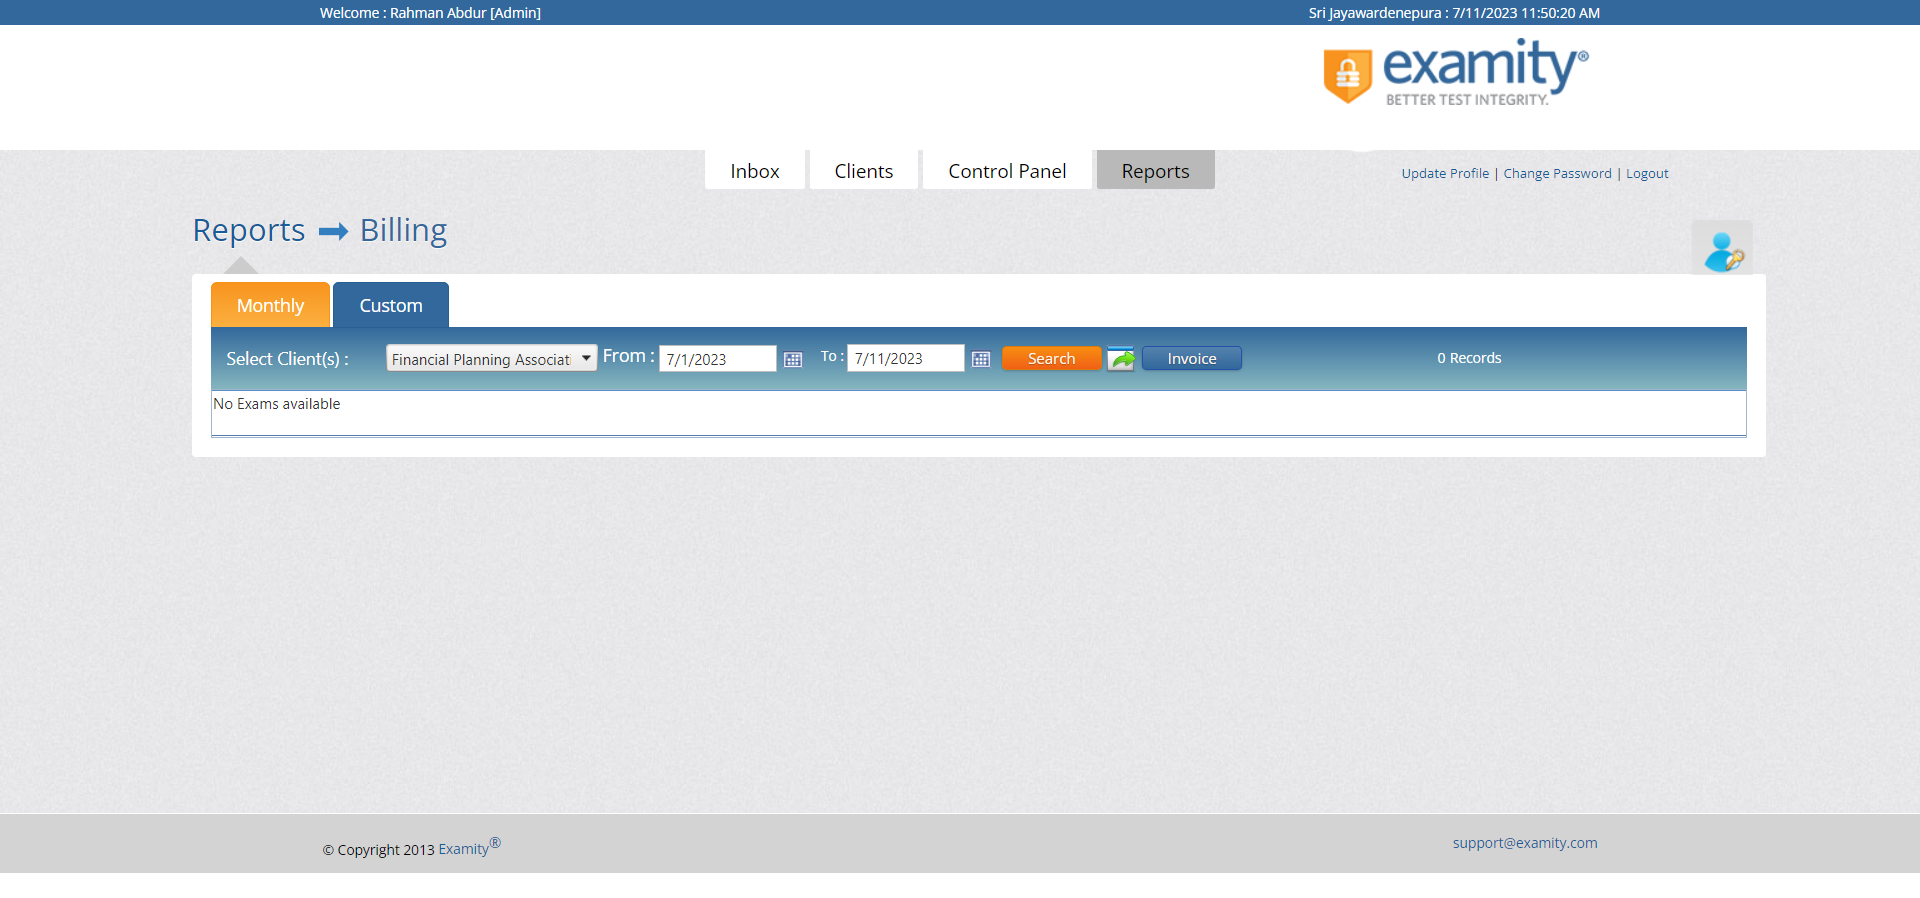 Welcome : Rahman Abdur [Admin]
Sri Jayawardenepura : 7/11/2023 11:50:20 AM
examity®
BETTER TEST INTEGRITY.
Inbox
Clients
Control Panel
Reports
Update Profile | Change Password | Logout
Reports Billing
Monthly
Custom
Select Client(s) :
Financial Planning Associati
From :
7/1/2023
To :
7/11/2023
Search
Invoice
0 Records
No Exams available
© Copyright 2013 Examity®
support@examity.com